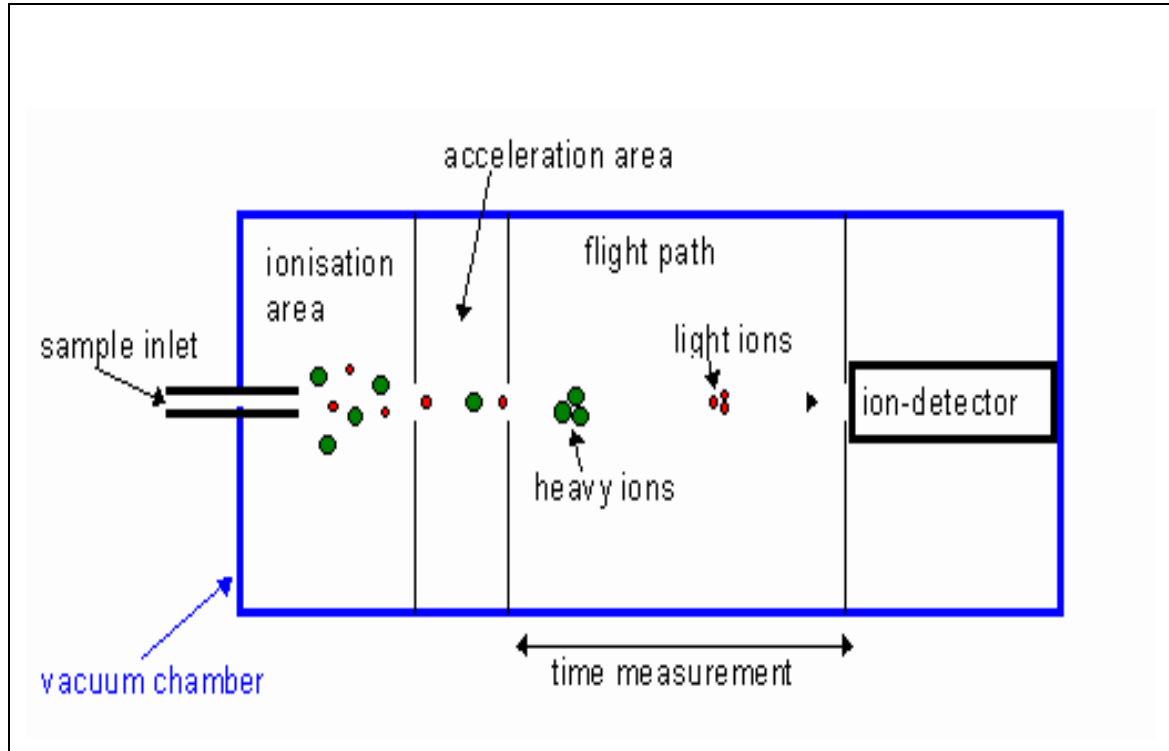 acceleration area
ionisation
area
flight path
sample inlet
light ions
ion-detector
heavy ions
time measurement
vacuum chamber